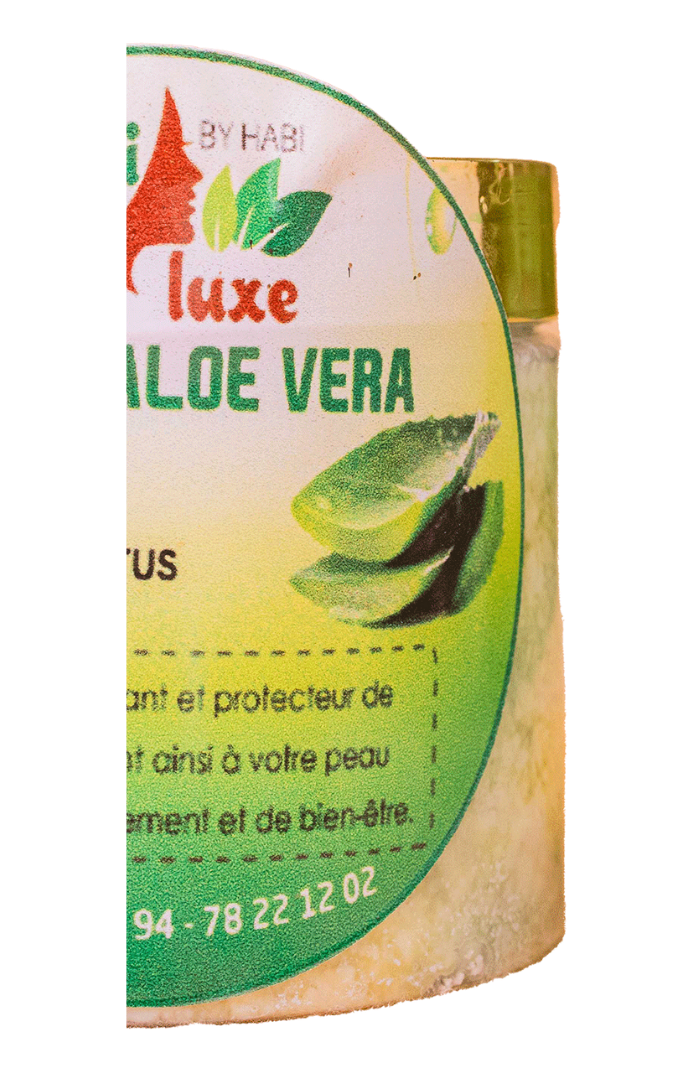 i BY HABI
luxe
ALOE VERA
TUS
ant et protecteur de
nt ainsi à votre peau
ement et de bien-être.
94 - 78 22 12 02